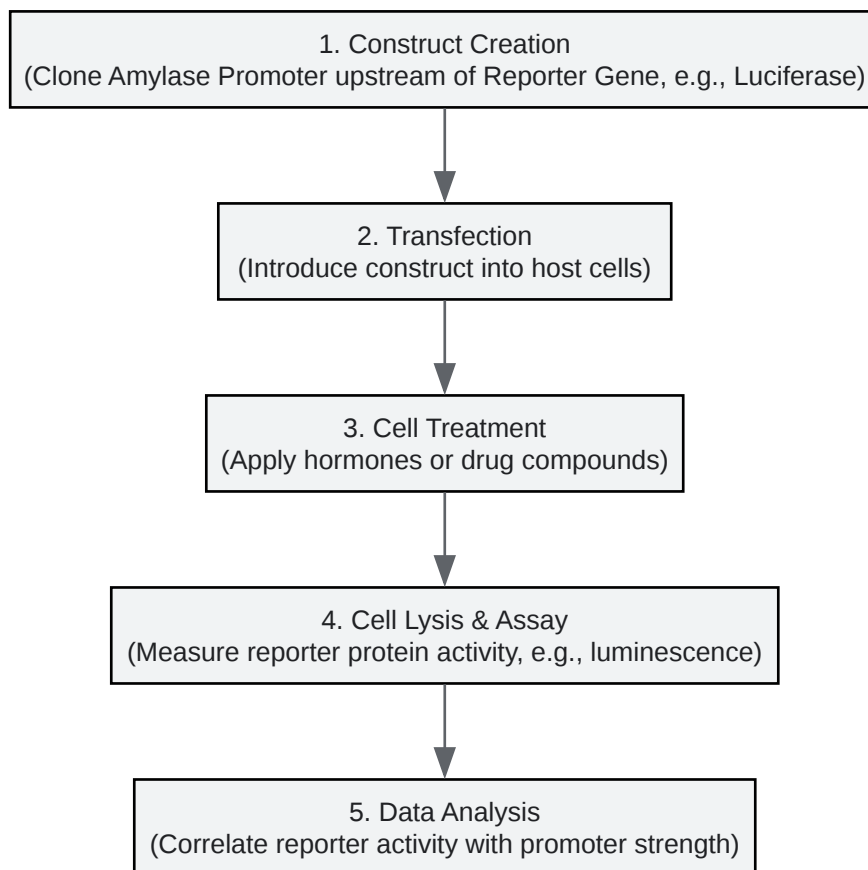 1. Construct Creation
(Clone Amylase Promoter upstream of Reporter Gene, e.g., Luciferase)
2. Transfection
(Introduce construct into host cells)
3. Cell Treatment
(Apply hormones or drug compounds)
4. Cell Lysis & Assay
(Measure reporter protein activity, e.g., luminescence)
5. Data Analysis
(Correlate reporter activity with promoter strength)